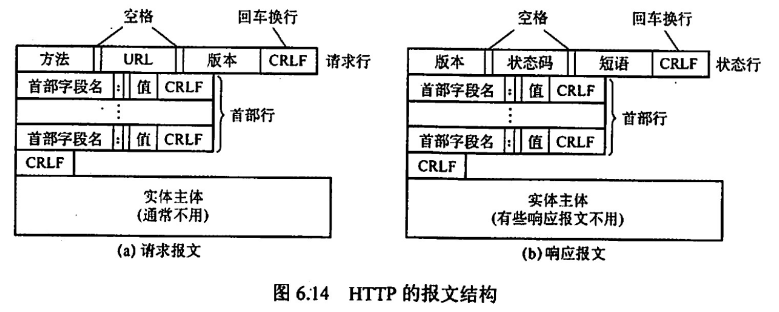 空格 回车换行
方法 URL 版本 CRLF 请求行
首部字段名 : 值 CRLF
⋮
首部字段名 : 值 CRLF
首部行
CRLF
实体主体
(通常不用)
(a) 请求报文
空格 回车换行
版本 状态码 短语 CRLF 状态行
首部字段名 : 值 CRLF
⋮
首部字段名 : 值 CRLF
首部行
CRLF
实体主体
(有些响应报文不用)
(b) 响应报文
图 6.14 HTTP 的报文结构